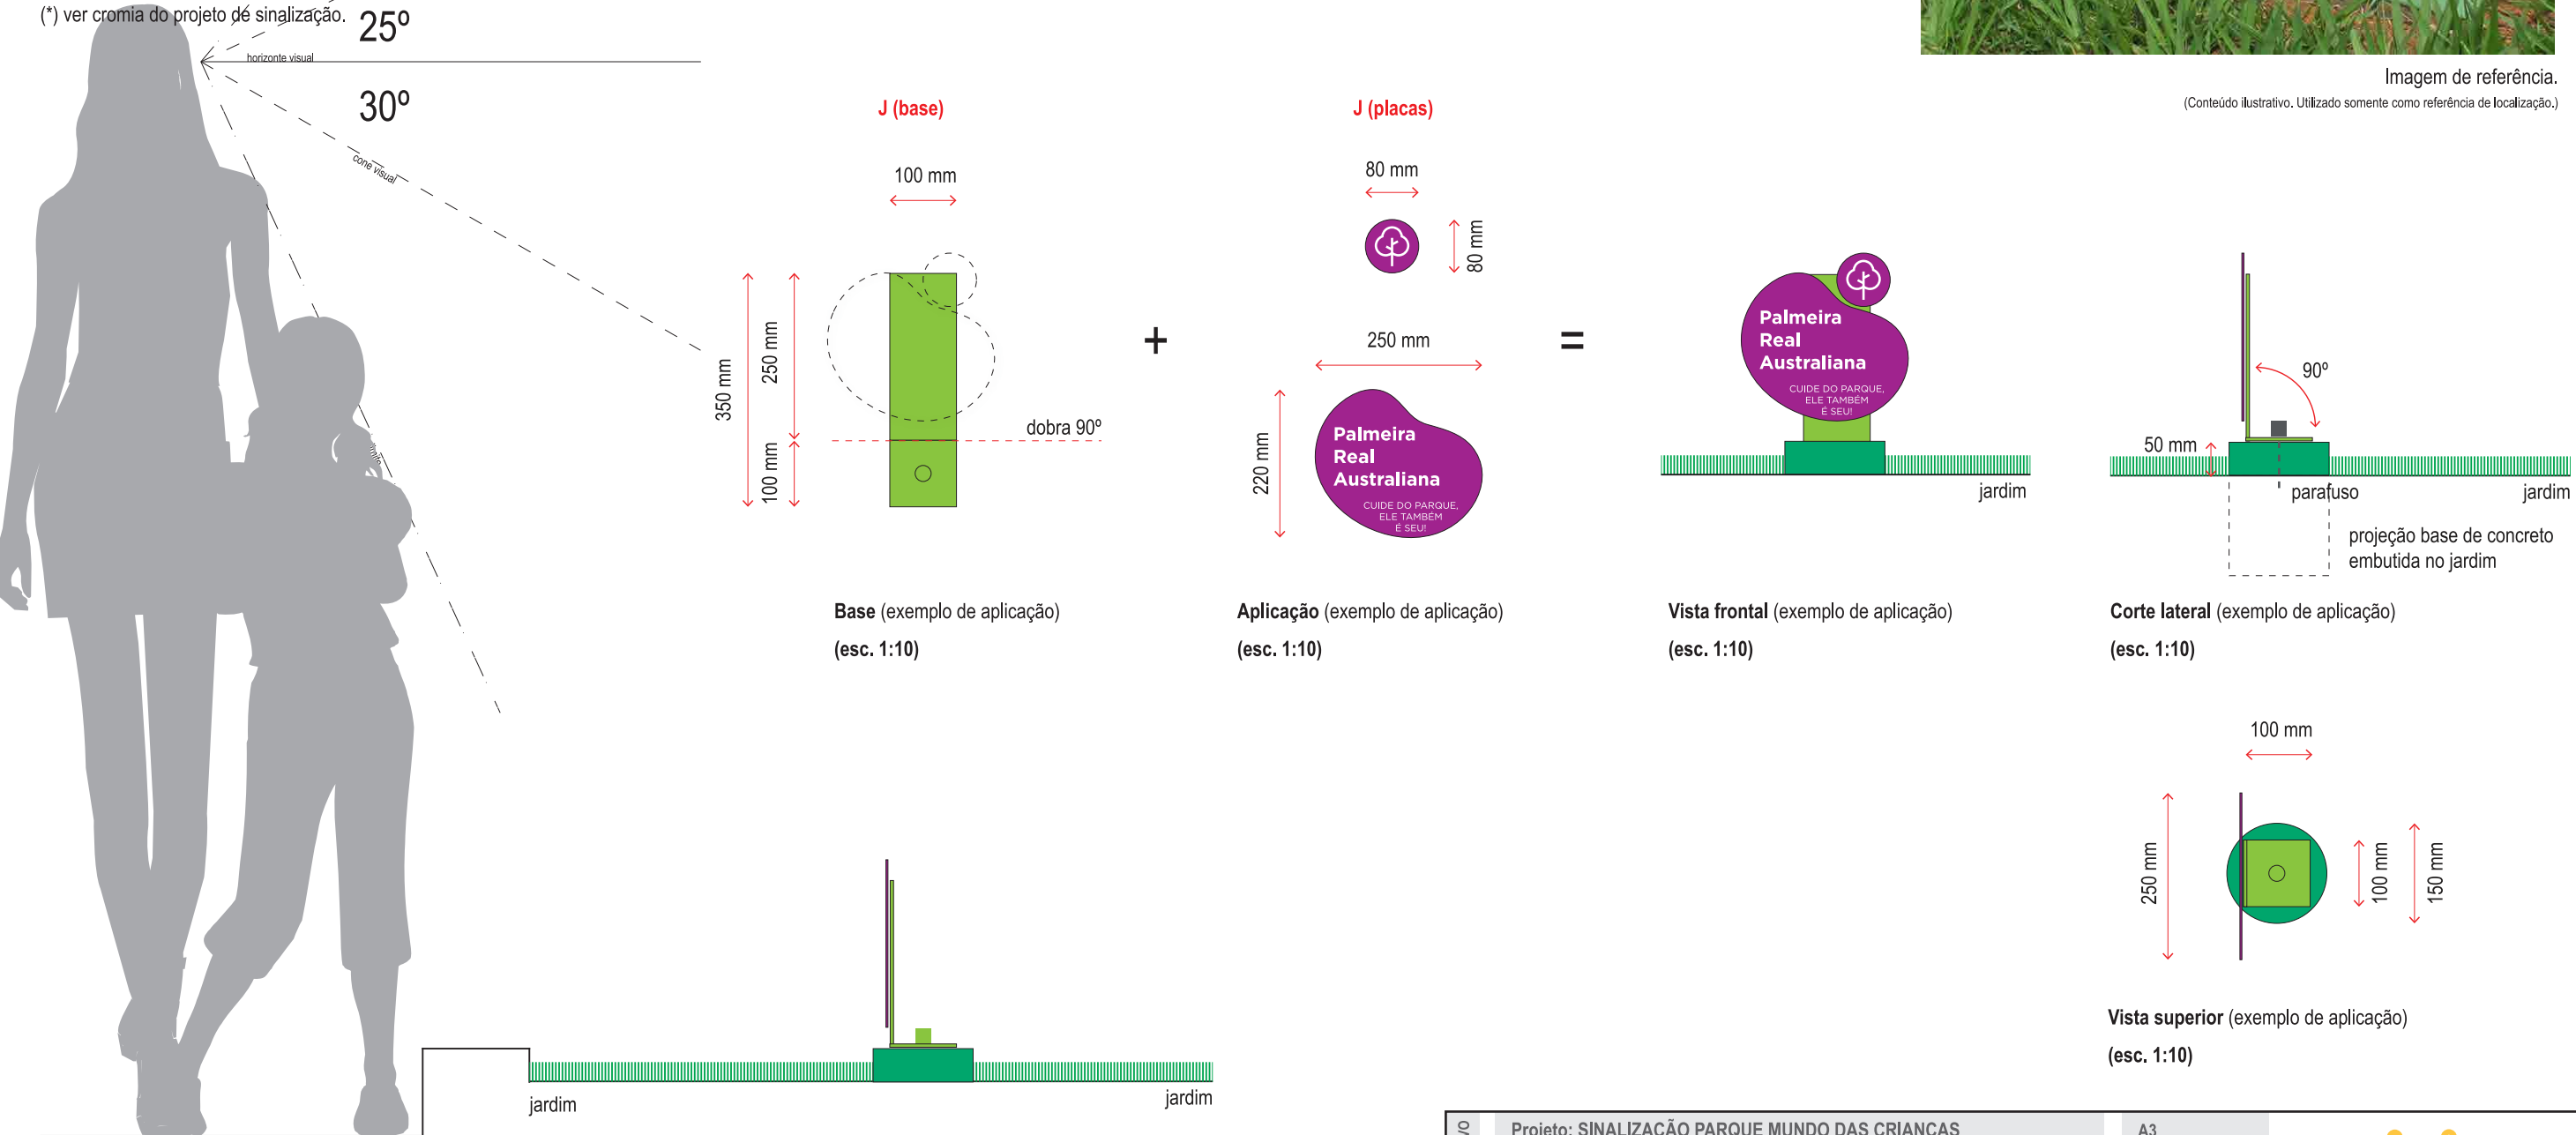 (*) ver cromia do projeto de sinalização.
25º
horizonte visual
30º
cone visual
Imagem de referência.
(Conteúdo ilustrativo. Utilizado somente como referência de localização.)
J (base)
100 mm
350 mm
250 mm
100 mm
dobra 90º
Base (exemplo de aplicação)
(esc. 1:10)
+
J (placas)
80 mm
80 mm
250 mm
220 mm
Palmeira
Real
Australiana
CUIDE DO PARQUE,
ELE TAMBÉM
É SEU!
Aplicação (exemplo de aplicação)
(esc. 1:10)
=
Palmeira
Real
Australiana
CUIDE DO PARQUE,
ELE TAMBÉM
É SEU!
jardim
Vista frontal (exemplo de aplicação)
(esc. 1:10)
90º
50 mm
parafuso
jardim
projeção base de concreto
embutida no jardim
Corte lateral (exemplo de aplicação)
(esc. 1:10)
100 mm
250 mm
100 mm
150 mm
Vista superior (exemplo de aplicação)
(esc. 1:10)
jardim
jardim
Projeto: SINALIZAÇÃO PARQUE MUNDO DAS CRIANÇAS
A3